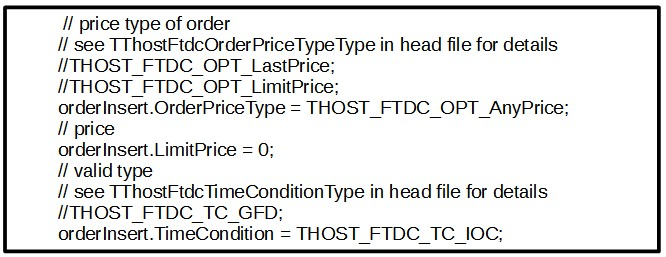 // price type of order
// see TThostFtdcOrderPriceTypeType in head file for details
//THOST_FTDC_OPT_LastPrice;
//THOST_FTDC_OPT_LimitPrice;
orderInsert.OrderPriceType = THOST_FTDC_OPT_AnyPrice;
// price
orderInsert.LimitPrice = 0;
// valid type
// see TThostFtdcTimeConditionType in head file for details
//THOST_FTDC_TC_GFD;
orderInsert.TimeCondition = THOST_FTDC_TC_IOC;